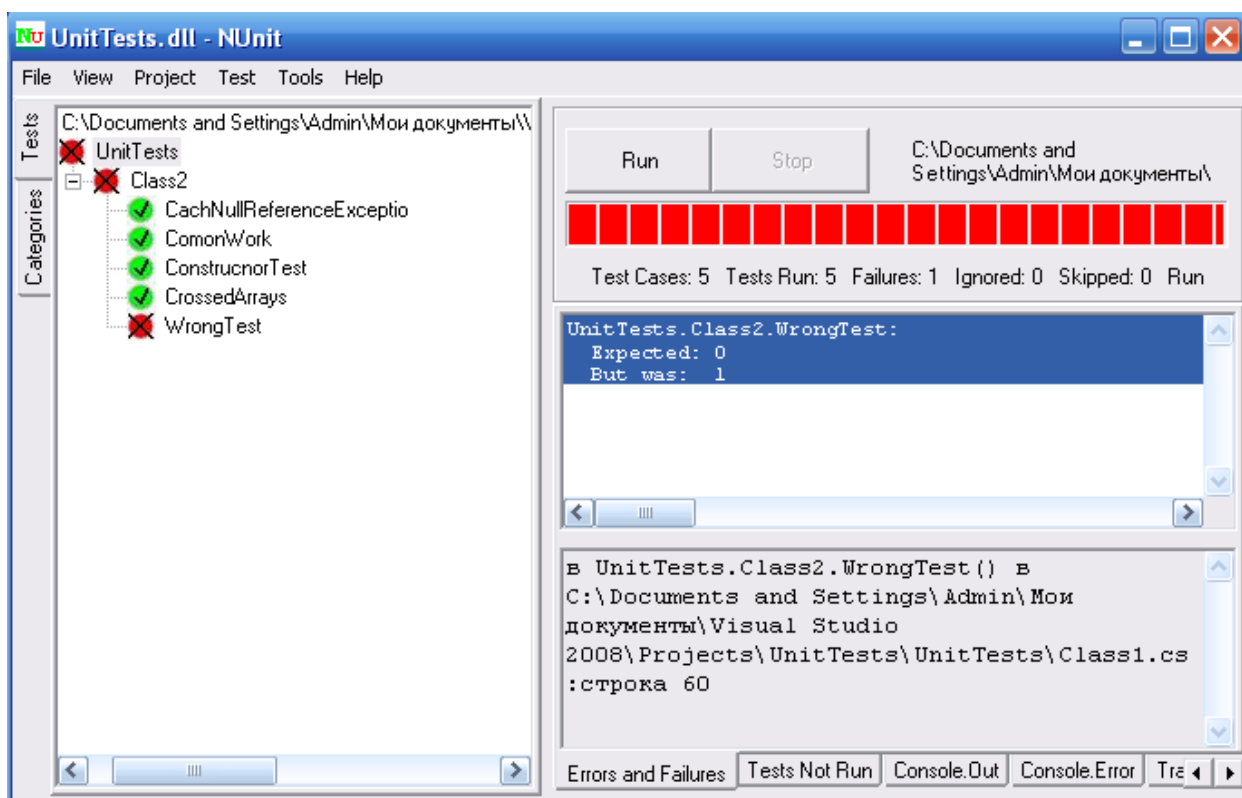 NU UnitTests.dll - NUnit
File View Project Test Tools Help
Tests
Categories
C:\Documents and Settings\Admin\Мои документы\\
UnitTests
Class2
CachNullReferenceExceptio
ComonWork
ConstrucnorTest
CrossedArrays
WrongTest
Run
Stop
C:\Documents and
Settings\Admin\Мои документы\
Test Cases: 5 Tests Run: 5 Failures: 1 Ignored: 0 Skipped: 0 Run
UnitTests.Class2.WrongTest:
Expected: 0
But was: 1
в UnitTests.Class2.WrongTest() в
C:\Documents and Settings\Admin\Мои
документы\Visual Studio
2008\Projects\UnitTests\UnitTests\Class1.cs
:строка 60
Errors and Failures Tests Not Run Console.Out Console.Error Tra